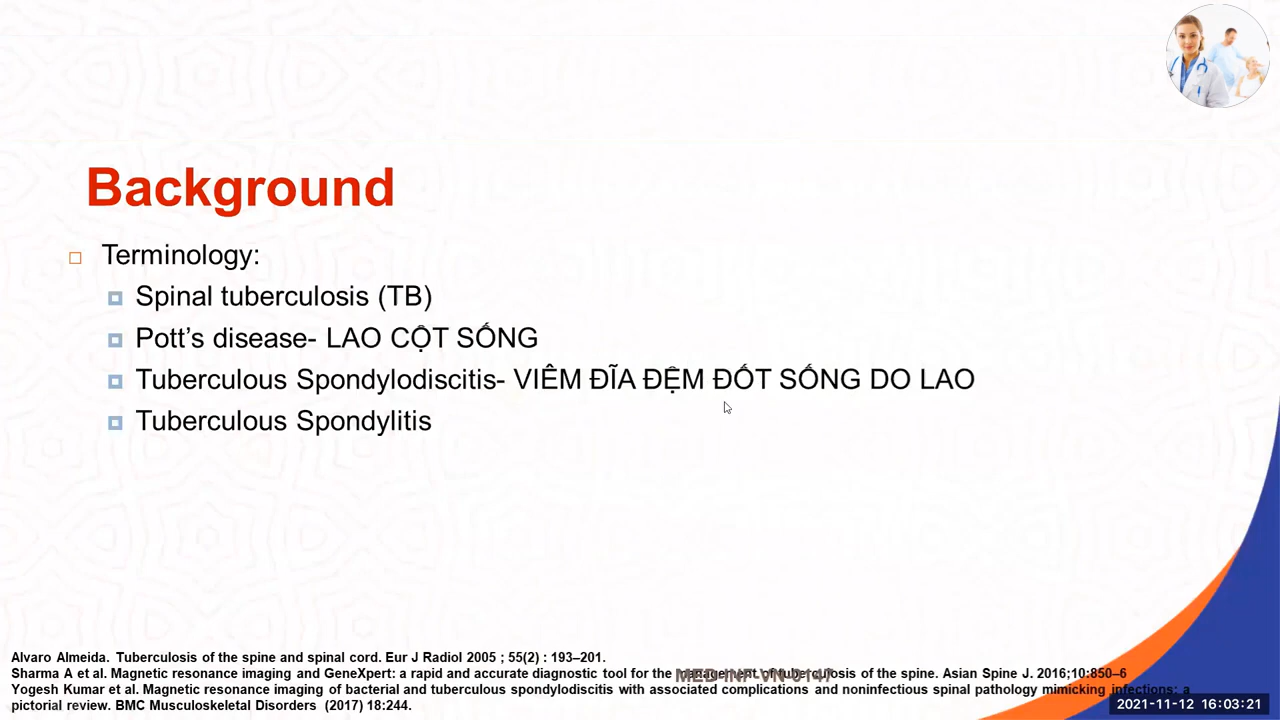 Background
Terminology:
Spinal tuberculosis (TB)
Pott’s disease- LAO CỘT SỐNG
Tuberculous Spondylodiscitis- VIÊM ĐĨA ĐỆM ĐỐT SỐNG DO LAO
Tuberculous Spondylitis
Alvaro Almeida. Tuberculosis of the spine and spinal cord. Eur J Radiol 2005 ; 55(2) : 193–201.
Sharma A et al. Magnetic resonance imaging and GeneXpert: a rapid and accurate diagnostic tool for the management of tuberculosis of the spine. Asian Spine J. 2016;10:850–6
Yogesh Kumar et al. Magnetic resonance imaging of bacterial and tuberculous spondylodiscitis with associated complications and noninfectious spinal pathology mimicking infections: a
pictorial review. BMC Musculoskeletal Disorders (2017) 18:244.
2021-11-12 16:03:21